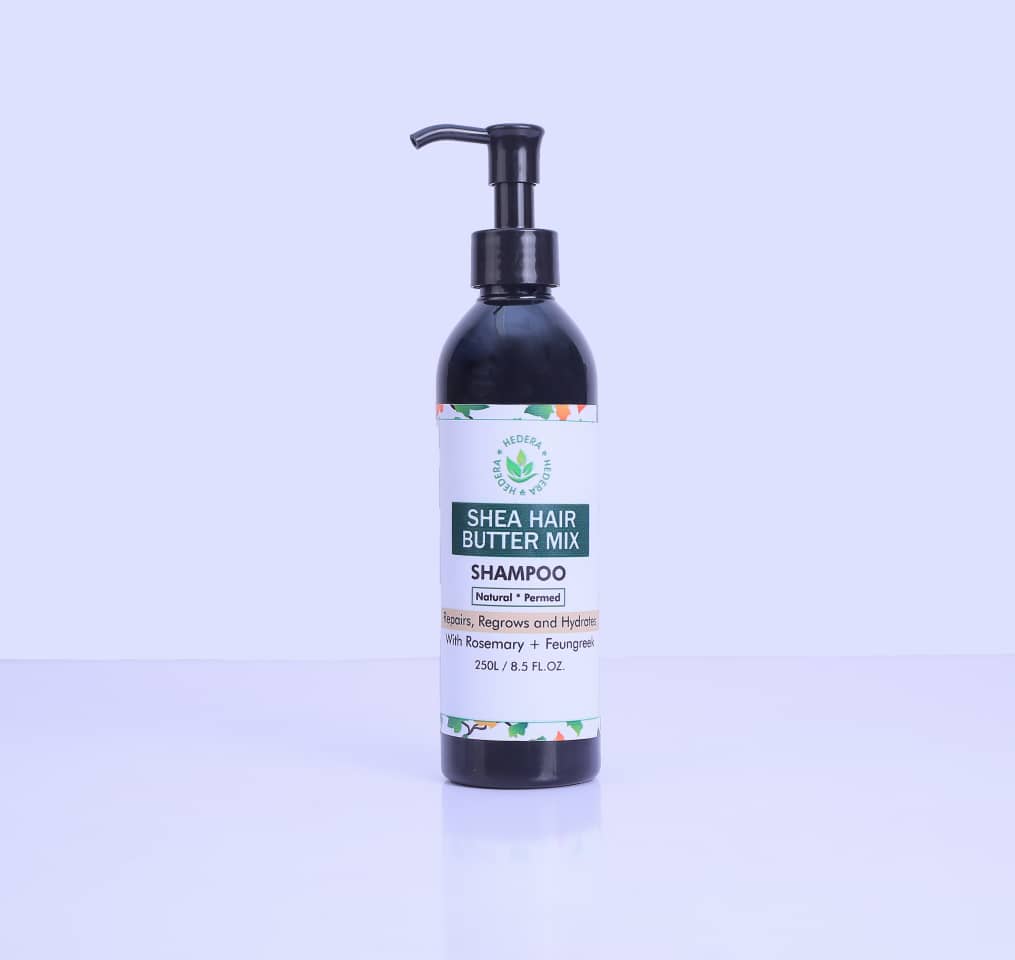 HEDERA * HEDERA * HEDERA *
SHEA HAIR
BUTTER MIX
SHAMPOO
Natural * Permed
Repairs, Regrows and Hydrates
With Rosemary + Feungreek
250L / 8.5 FL.OZ.